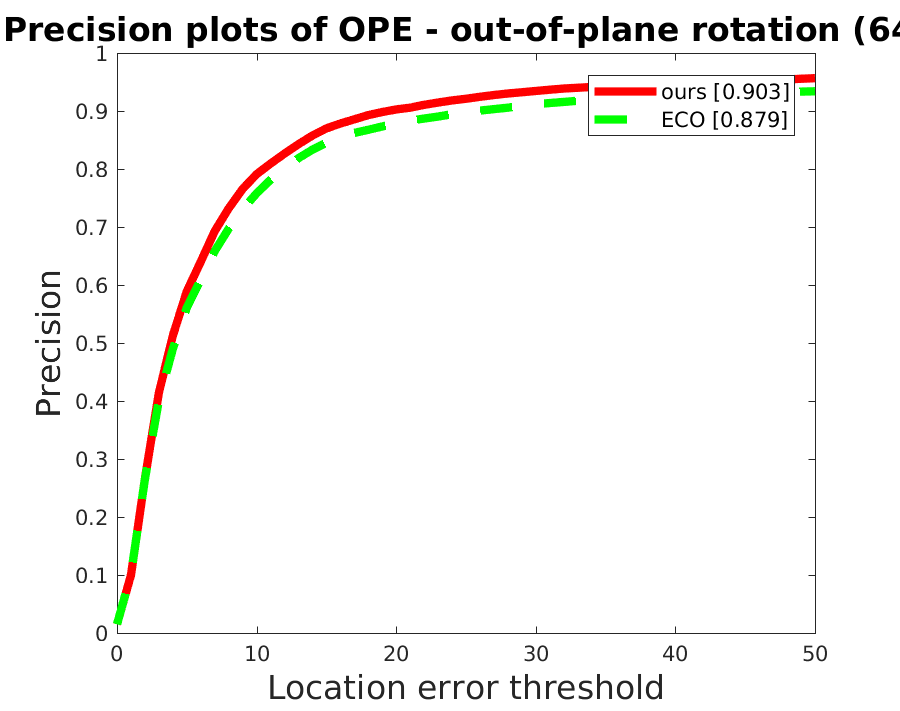 Precision plots of OPE - out-of-plane rotation (64
1
0.9
0.8
0.7
0.6
0.5
0.4
0.3
0.2
0.1
0
Precision
ours [0.903]
ECO [0.879]
0 10 20 30 40 50
Location error threshold